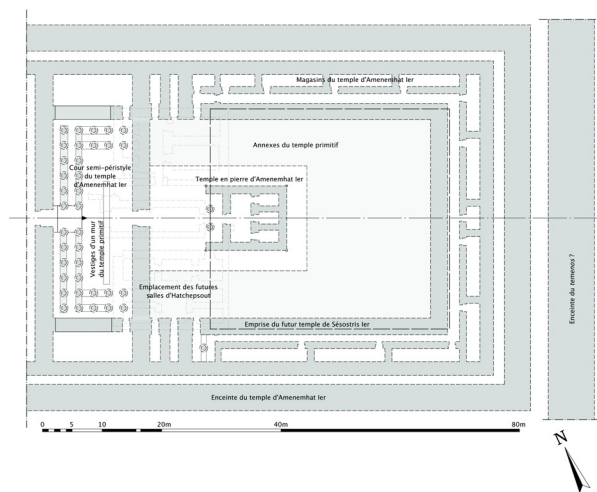 Magasins du temple d'Amenemhat Ier
Annexes du temple primitif
Cour semi-péristyle
du temple
d'Amenemhat Ier
Temple en pierre d'Amenemhat Ier
Vestiges d'un mur
du temple primitif
Emplacement des futures
salles d'Hatchepsout
Emprise du futur temple de Sésostris Ier
Enceinte du temple d'Amenemhat Ier
Enceinte du temenos ?
0 5 10 20m 40m 80m
N